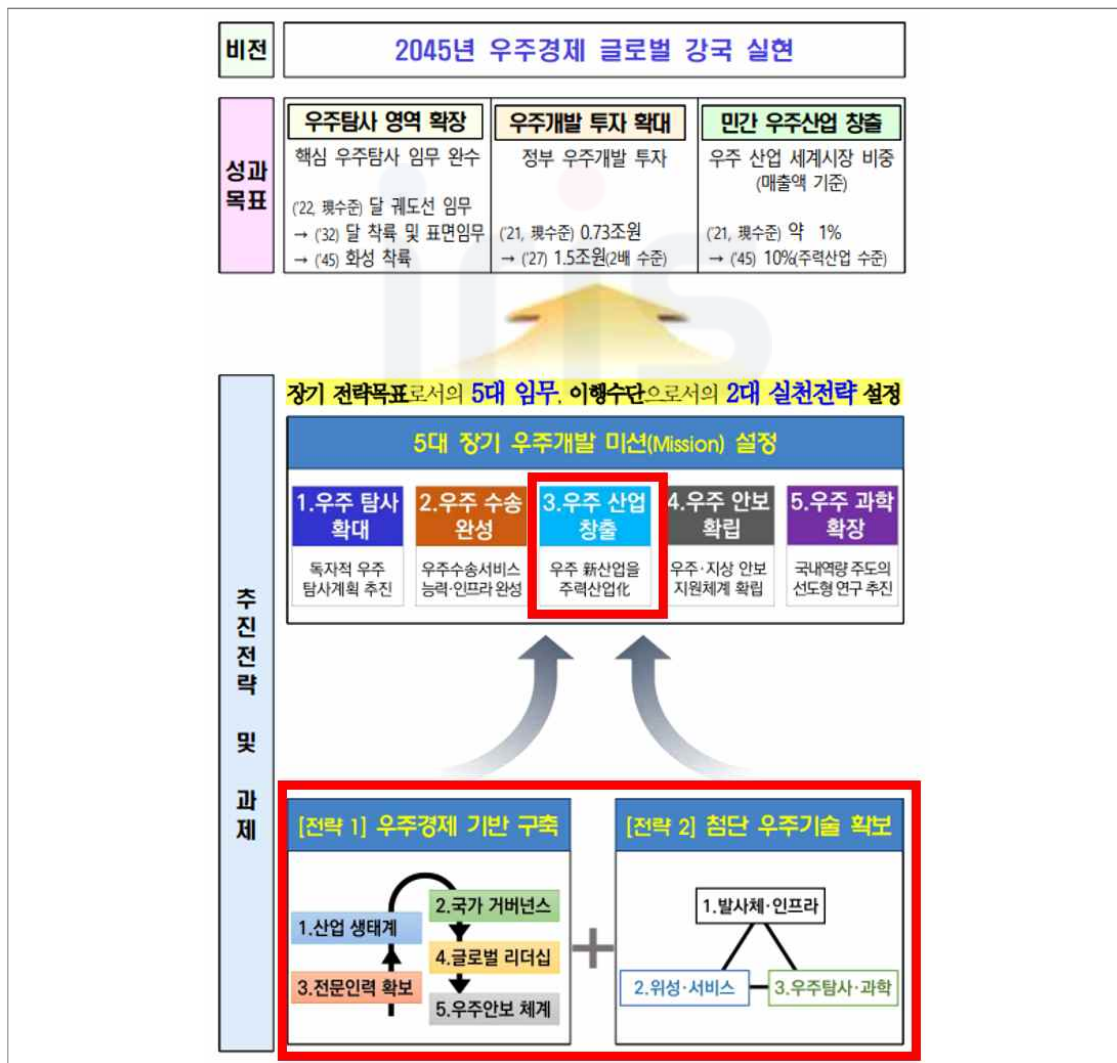 비전
2045년 우주경제 글로벌 강국 실현
성과
목표
우주탐사 영역 확장
핵심 우주탐사 임무 완수
('22, 現수준) 달 궤도선 임무
→ ('32) 달 착륙 및 표면임무
→ ('45) 화성 착륙
우주개발 투자 확대
정부 우주개발 투자
('21, 現수준) 0.73조원
→ ('27) 1.5조원(2배 수준)
민간 우주산업 창출
우주 산업 세계시장 비중
(매출액 기준)
('21, 現수준) 약 1%
→ ('45) 10%(주력산업 수준)
iris
추진전략 및 과제
장기 전략목표로서의 5대 임무, 이행수단으로서의 2대 실천전략 설정
5대 장기 우주개발 미션(Mission) 설정
1.우주 탐사
확대
독자적 우주
탐사계획 추진
2.우주 수송
완성
우주수송서비스
능력·인프라 완성
3.우주 산업
창출
우주 新산업을
주력산업化
4.우주 안보
확립
우주·지상 안보
지원체계 확립
5.우주 과학
확장
국내역량 주도의
선도형 연구 추진
[전략 1] 우주경제 기반 구축
1.산업 생태계
2.국가 거버넌스
3.전문인력 확보
4.글로벌 리더십
5.우주안보 체계
+
[전략 2] 첨단 우주기술 확보
1.발사체·인프라
2.위성·서비스
3.우주탐사·과학